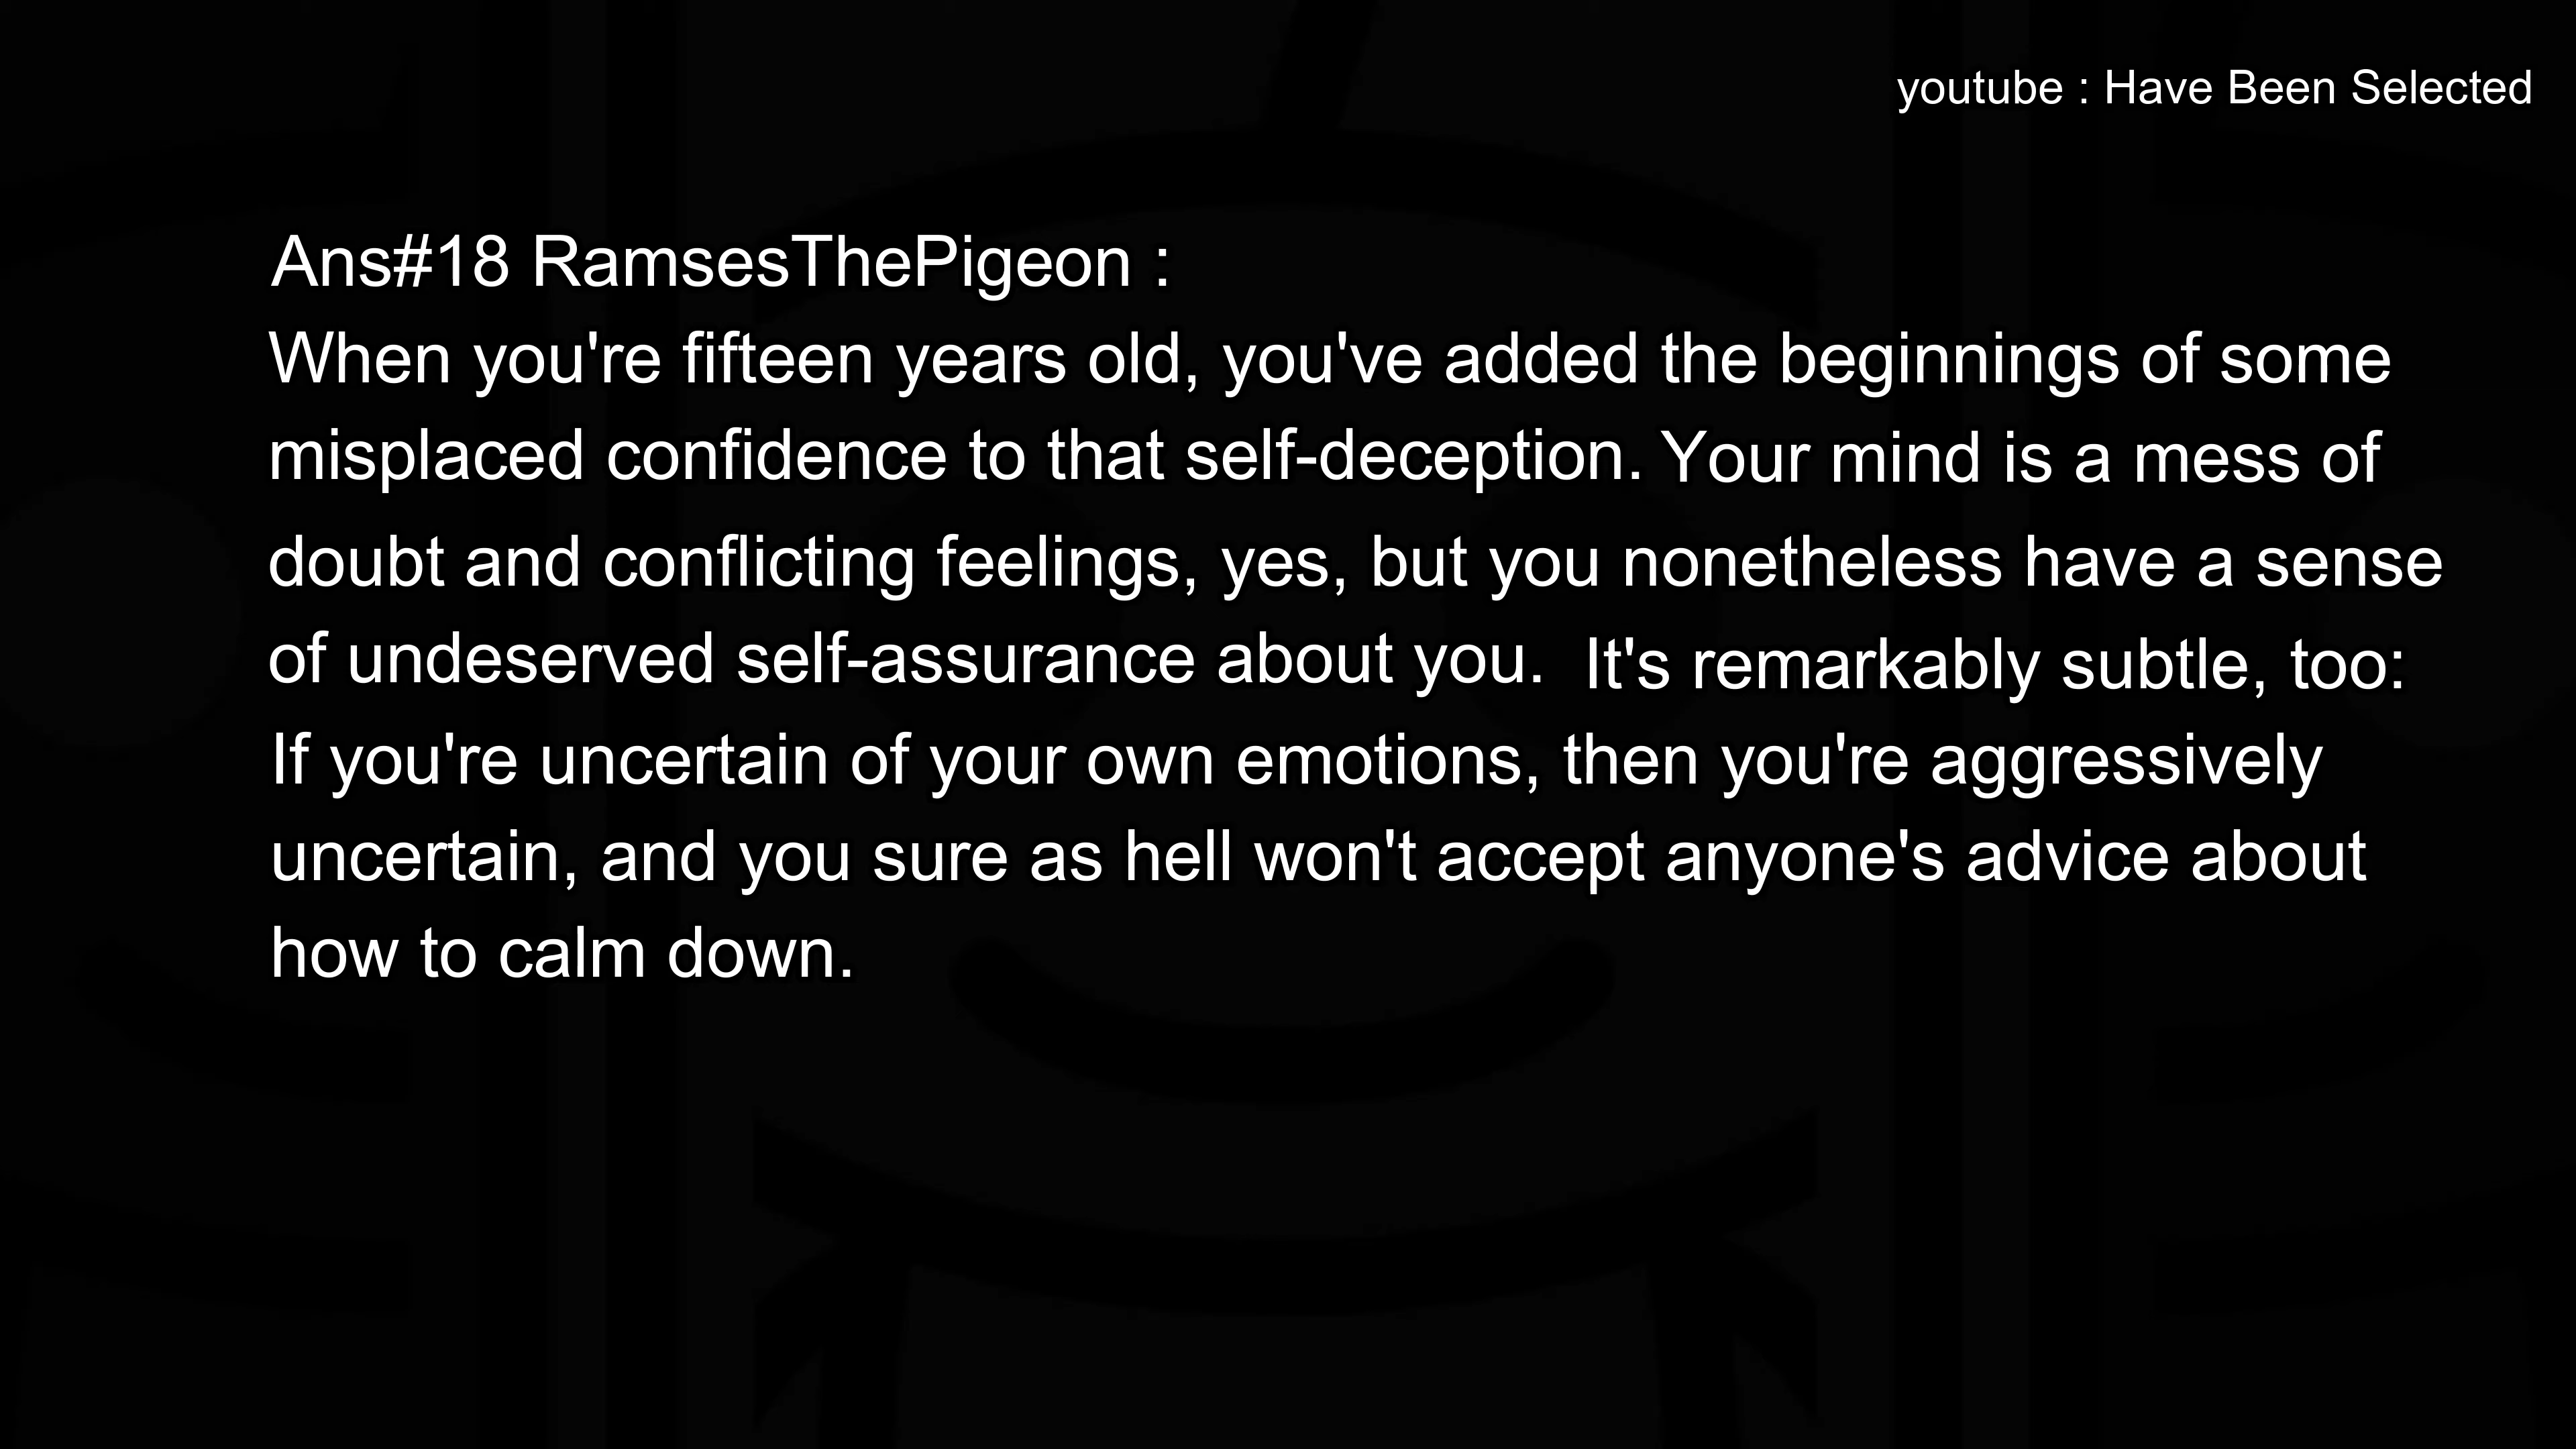 youtube : Have Been Selected
Ans#18 RamsesThePigeon :
When you're fifteen years old, you've added the beginnings of some
misplaced confidence to that self-deception. Your mind is a mess of
doubt and conflicting feelings, yes, but you nonetheless have a sense
of undeserved self-assurance about you. It's remarkably subtle, too:
If you're uncertain of your own emotions, then you're aggressively
uncertain, and you sure as hell won't accept anyone's advice about
how to calm down.